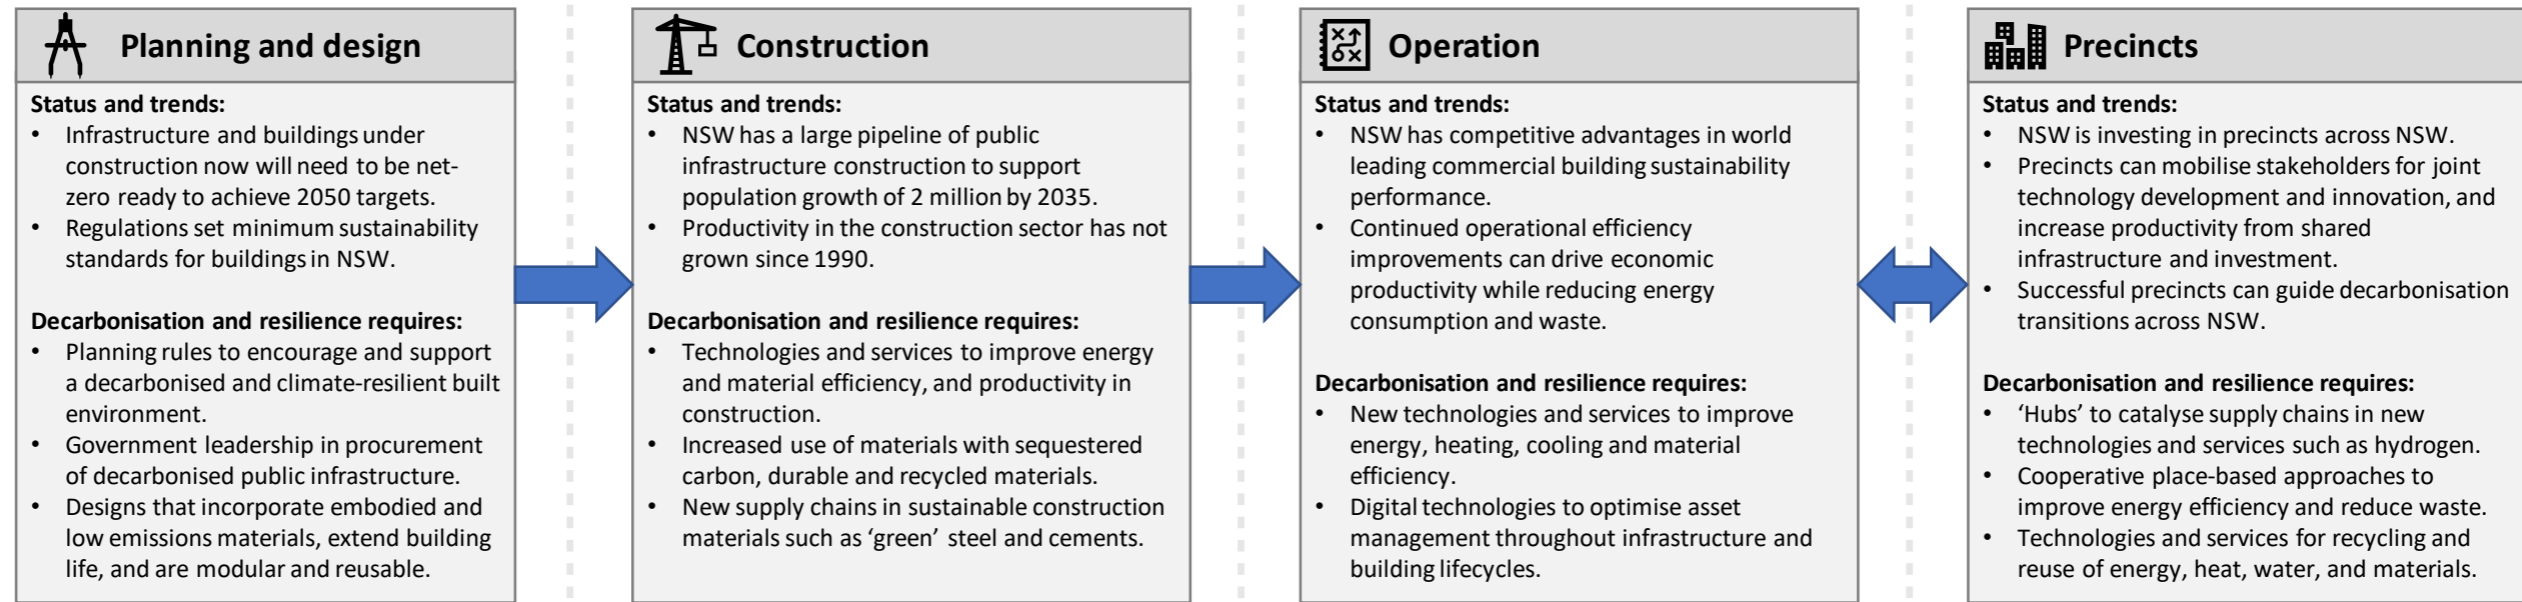 Planning and design
Status and trends:
• Infrastructure and buildings under
construction now will need to be net-
zero ready to achieve 2050 targets.
• Regulations set minimum sustainability
standards for buildings in NSW.
Decarbonisation and resilience requires:
• Planning rules to encourage and support
a decarbonised and climate-resilient built
environment.
• Government leadership in procurement
of decarbonised public infrastructure.
• Designs that incorporate embodied and
low emissions materials, extend building
life, and are modular and reusable.
Construction
Status and trends:
• NSW has a large pipeline of public
infrastructure construction to support
population growth of 2 million by 2035.
• Productivity in the construction sector has not
grown since 1990.
Decarbonisation and resilience requires:
• Technologies and services to improve energy
and material efficiency, and productivity in
construction.
• Increased use of materials with sequestered
carbon, durable and recycled materials.
• New supply chains in sustainable construction
materials such as ‘green’ steel and cements.
Operation
Status and trends:
• NSW has competitive advantages in world
leading commercial building sustainability
performance.
• Continued operational efficiency
improvements can drive economic
productivity while reducing energy
consumption and waste.
Decarbonisation and resilience requires:
• New technologies and services to improve
energy, heating, cooling and material
efficiency.
• Digital technologies to optimise asset
management throughout infrastructure and
building lifecycles.
Precincts
Status and trends:
• NSW is investing in precincts across NSW.
• Precincts can mobilise stakeholders for joint
technology development and innovation, and
increase productivity from shared
infrastructure and investment.
• Successful precincts can guide decarbonisation
transitions across NSW.
Decarbonisation and resilience requires:
• ‘Hubs’ to catalyse supply chains in new
technologies and services such as hydrogen.
• Cooperative place-based approaches to
improve energy efficiency and reduce waste.
• Technologies and services for recycling and
reuse of energy, heat, water, and materials.